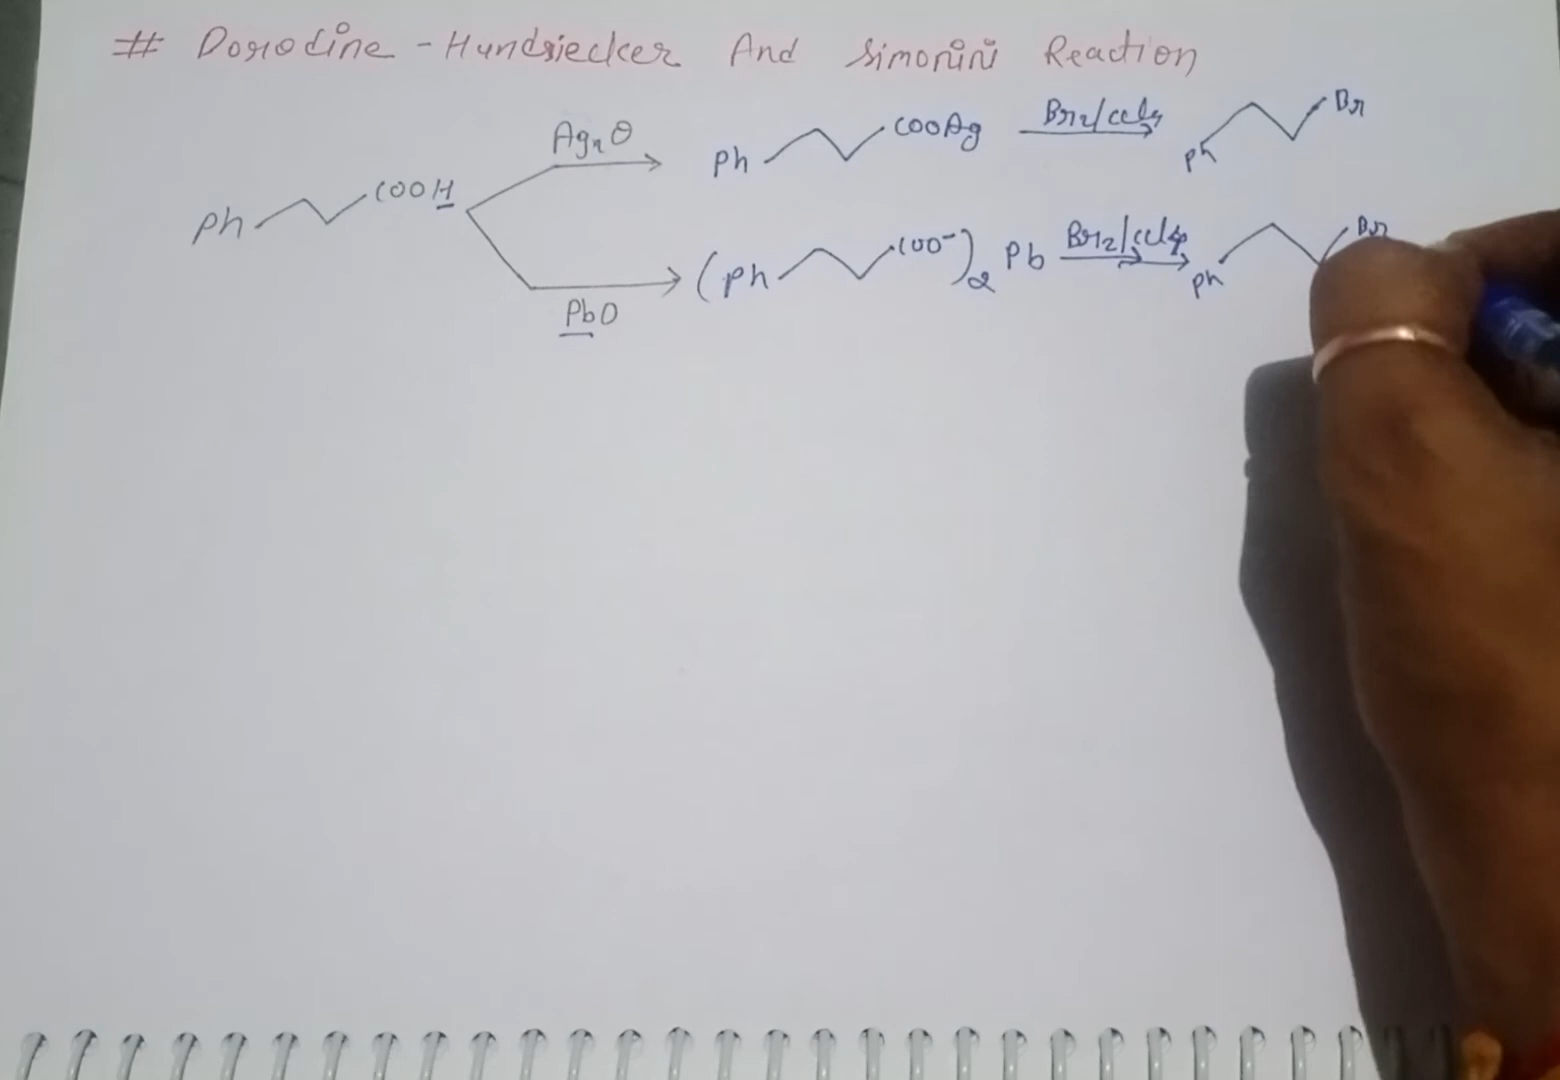 # Dorodine - Hundriecker And Simonini Reaction
Ag2O
Ph COOAg Br2/CCl4 Ph Br
Ph COOH
(Ph COO-)2 Pb Br2/CCl4 Ph Br
PbO